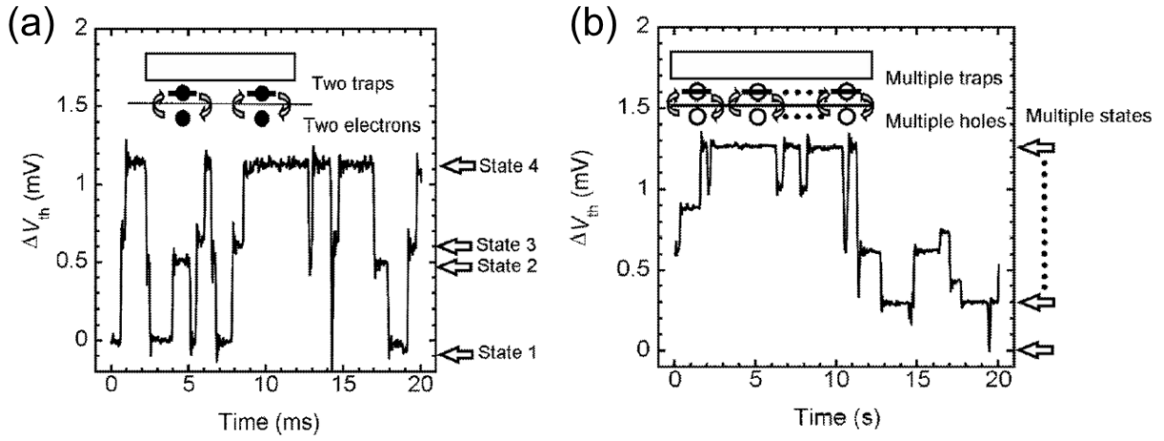 (a)
2
1.5
1
0.5
0
ΔVth (mV)
Two traps
Two electrons
State 4
State 3
State 2
State 1
0
5
10
15
20
Time (ms)
(b)
2
1.5
1
0.5
0
ΔVth (mV)
Multiple traps
Multiple holes
Multiple states
0
5
10
15
20
Time (s)